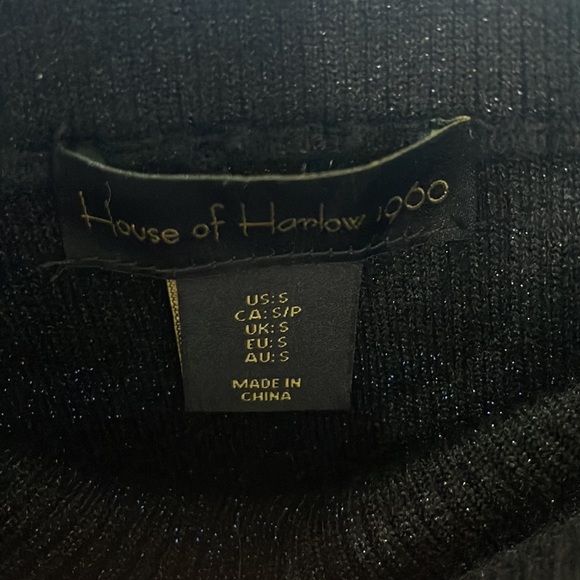 House of Harlow 1960
US: S
CA: S/P
UK: S
EU: S
AU: S
MADE IN
CHINA